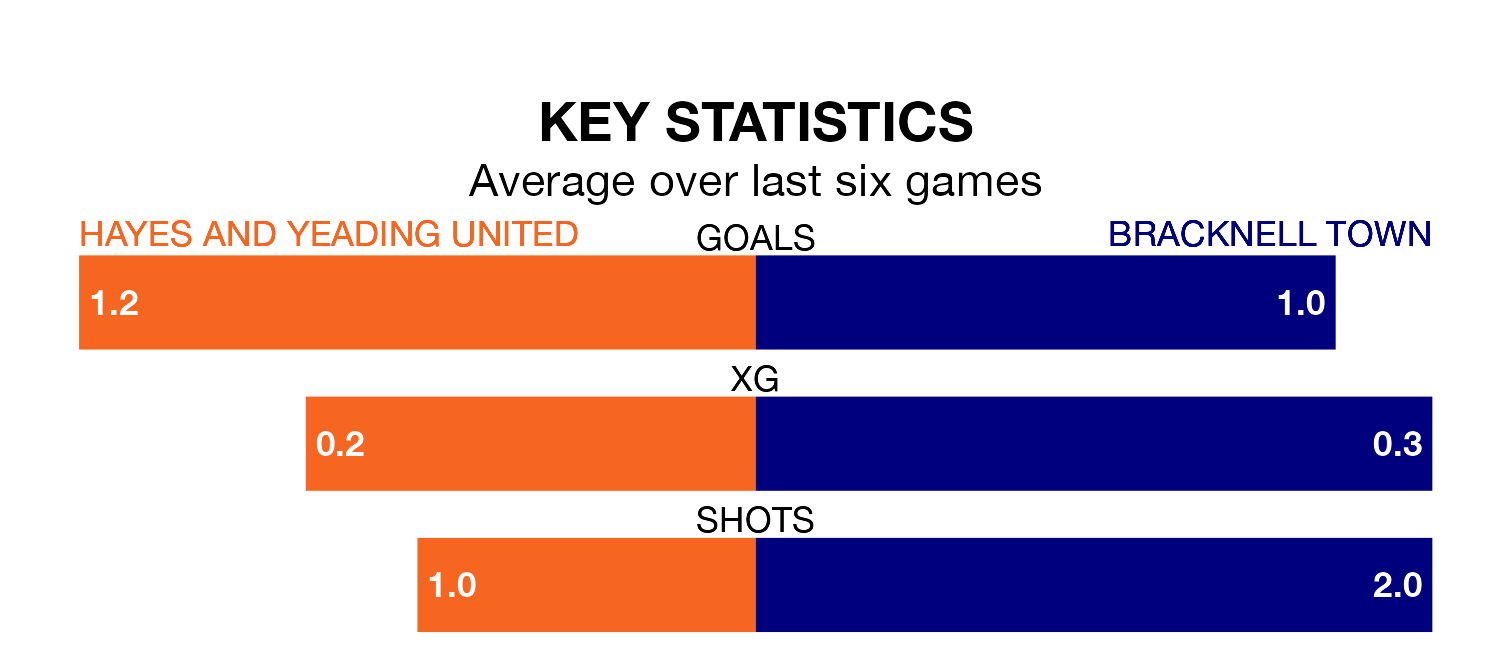 KEY STATISTICS
Average over last six games
HAYES AND YEADING UNITED GOALS BRACKNELL TOWN
1.2 1.0
XG
0.2 0.3
SHOTS
1.0 2.0